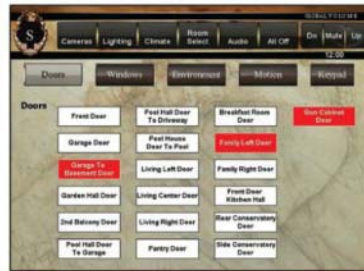 GLOBAL VOLUME
S
Cameras
Lighting
Climate
Room
Select
Audio
All Off
Dn
Mute
Up
12:00
Doors
Windows
Environment
Motion
Keypad
Doors
Front Door
Pool Hall Door
To Driveway
Breakfast Room
Door
Gun Cabinet
Door
Garage Door
Pool House
Door To Pool
Family Left Door
Garage To
Basement Door
Living Left Door
Family Right Door
Garden Hall Door
Living Center Door
Front Door
Kitchen Hall
2nd Balcony Door
Living Right Door
Rear Conservatory
Door
Pool Hall Door
To Garage
Pantry Door
Side Conservatory
Door